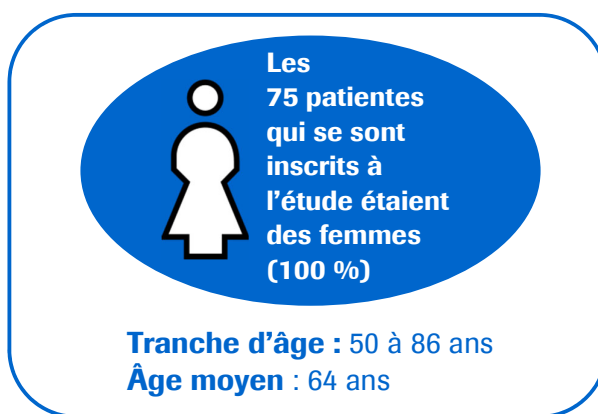 Les
75 patientes
qui se sont
inscrits à
l'étude étaient
des femmes
(100 %)
Tranche d'âge : 50 à 86 ans
Âge moyen : 64 ans